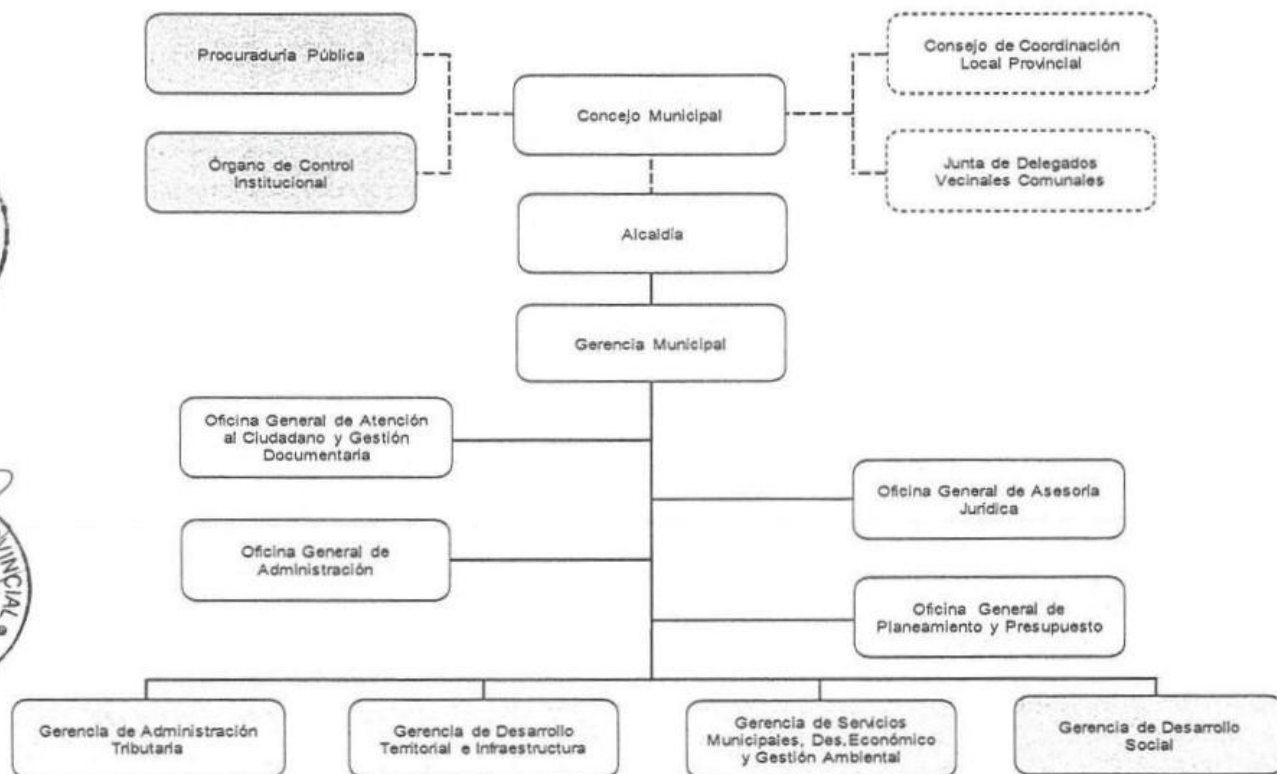 Procuraduría Pública
Consejo de Coordinación
Local Provincial
Concejo Municipal
Órgano de Control
Institucional
Junta de Delegados
Vecinales Comunales
Alcaldía
Gerencia Municipal
Oficina General de Atención
al Ciudadano y Gestión
Documentaria
Oficina General de Asesoría
Jurídica
Oficina General de
Administración
Oficina General de
Planeamiento y Presupuesto
Gerencia de Administración
Tributaria
Gerencia de Desarrollo
Territorial e Infraestructura
Gerencia de Servicios
Municipales, Des.Económico
y Gestión Ambiental
Gerencia de Desarrollo
Social